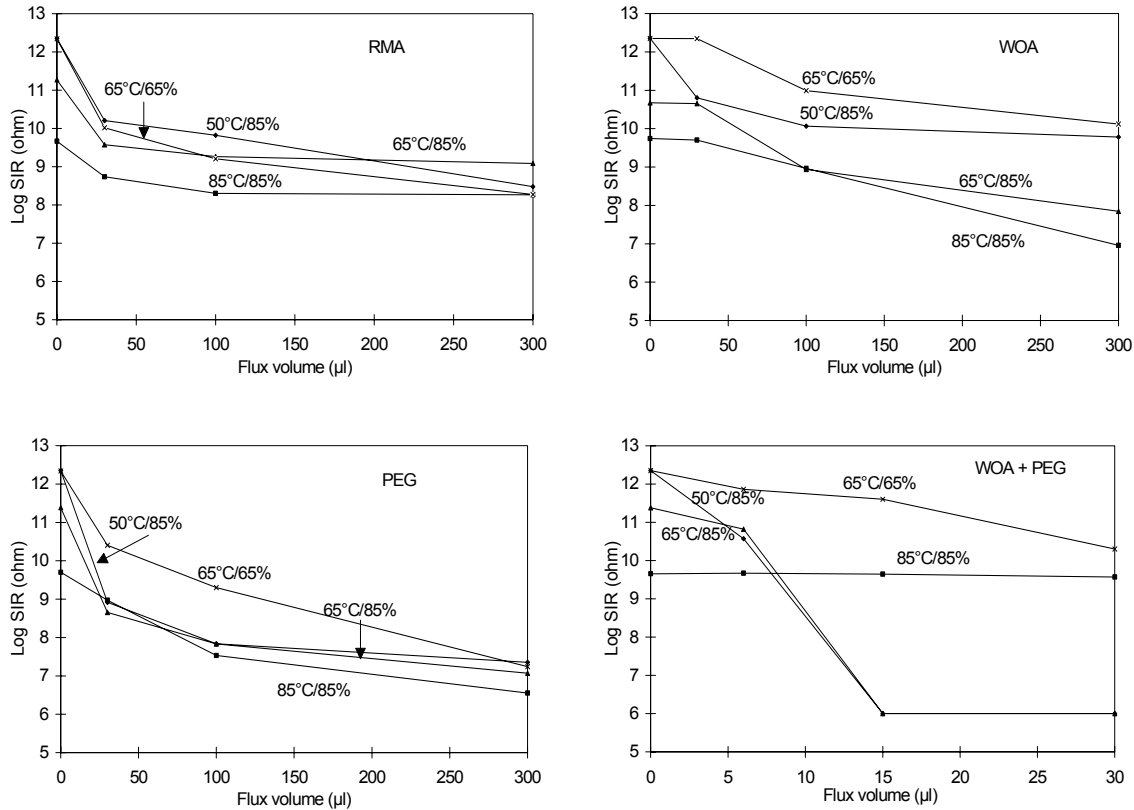 13
12
11
10
9
8
7
6
5
Log SIR (ohm)
RMA
65°C/65%
50°C/85%
65°C/85%
85°C/85%
0 50 100 150 200 250 300
Flux volume (µl)
13
12
11
10
9
8
7
6
5
Log SIR (ohm)
WOA
65°C/65%
50°C/85%
65°C/85%
85°C/85%
0 50 100 150 200 250 300
Flux volume (µl)
13
12
11
10
9
8
7
6
5
Log SIR (ohm)
PEG
50°C/85%
65°C/65%
65°C/85%
85°C/85%
0 50 100 150 200 250 300
Flux volume (µl)
13
12
11
10
9
8
7
6
5
Log SIR (ohm)
WOA + PEG
65°C/65%
50°C/85%
65°C/85%
85°C/85%
0 5 15 15 20 25 30
Flux volume (µl)